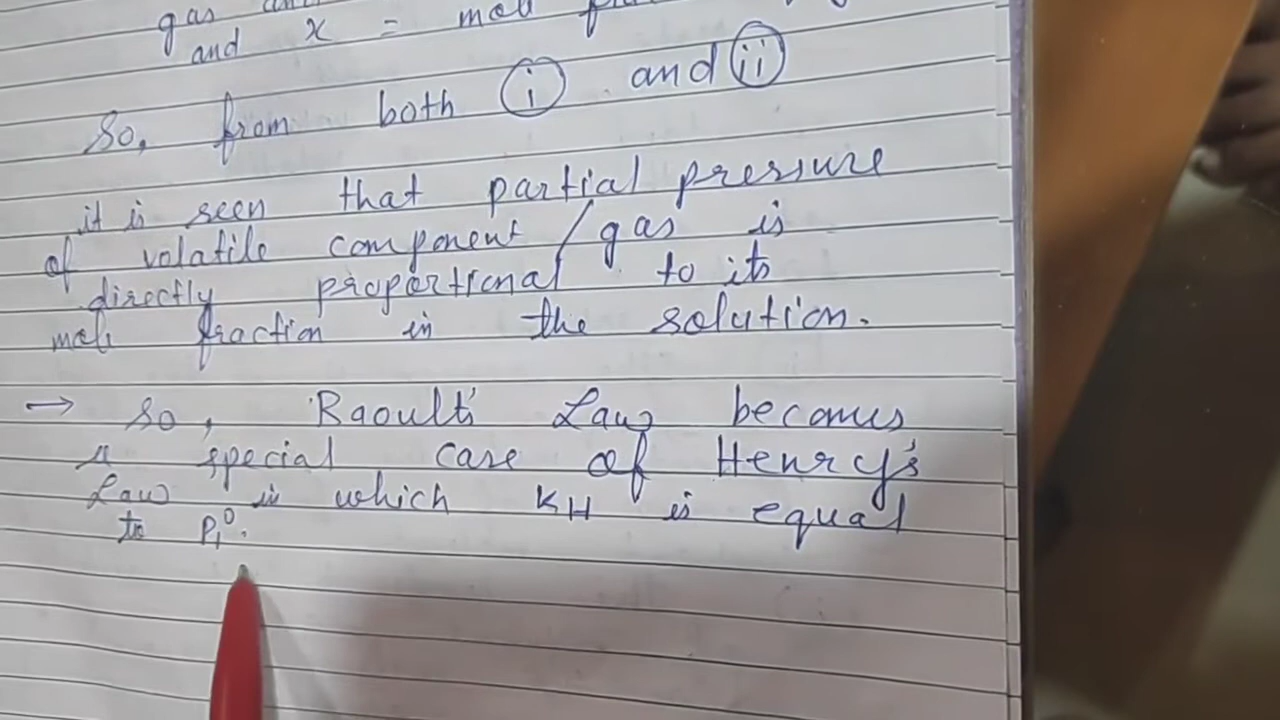 gas
and x = mole
So, from both (i) and (ii)
it is seen that partial pressure
of volatile component / gas is
directly proportional to its
mole fraction in the solution.
→ So, Raoult's Law becomes
a special case of Henry's
Law in which KH is equal
to P₁⁰.